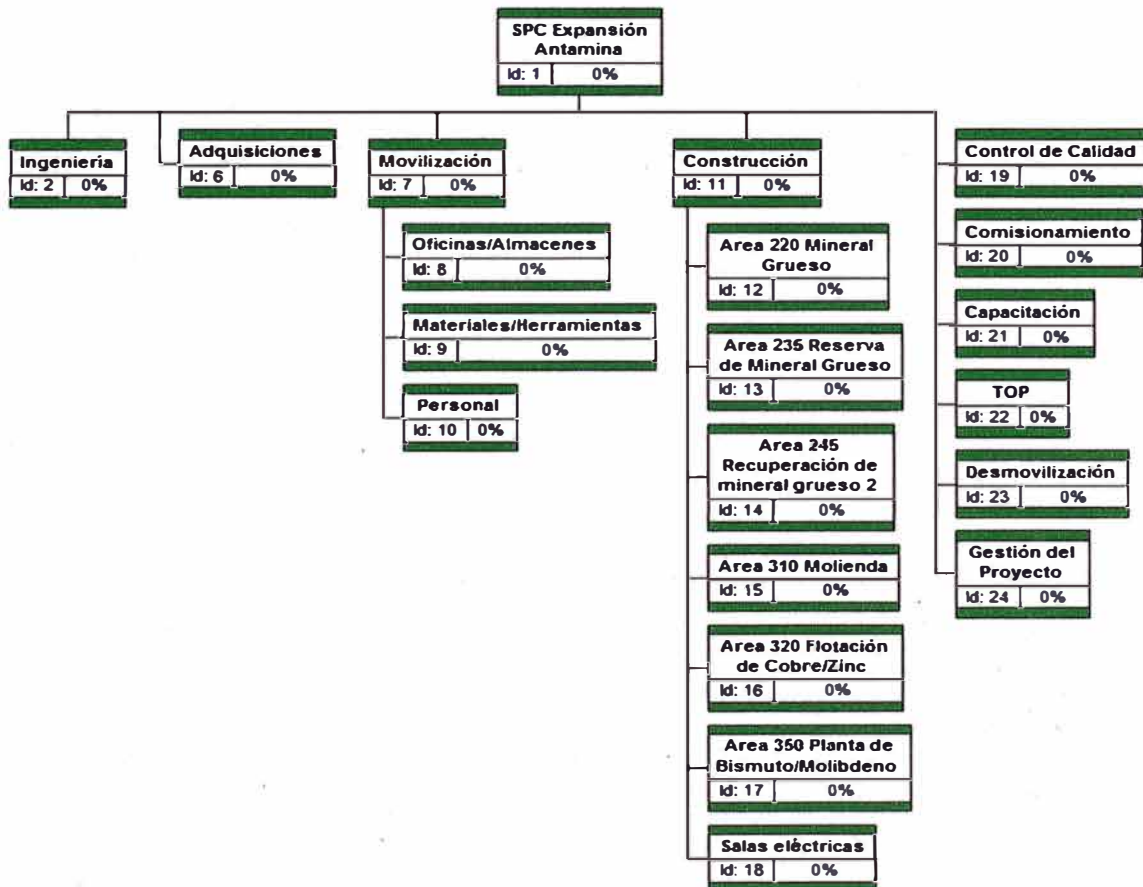 SPC Expansión
Antamina
Id: 1 0%
Ingeniería
Id: 2 0%
Adquisiciones
Id: 6 0%
Movilización
Id: 7 0%
Oficinas/Almacenes
Id: 8 0%
Materiales/Herramientas
Id: 9 0%
Personal
Id: 10 0%
Construcción
Id: 11 0%
Area 220 Mineral
Grueso
Id: 12 0%
Area 235 Reserva
de Mineral Grueso
Id: 13 0%
Area 245
Recuperación de
mineral grueso 2
Id: 14 0%
Area 310 Molienda
Id: 15 0%
Area 320 Flotación
de Cobre/Zinc
Id: 16 0%
Area 350 Planta de
Bismuto/Molibdeno
Id: 17 0%
Salas eléctricas
Id: 18 0%
Control de Calidad
Id: 19 0%
Comisionamiento
Id: 20 0%
Capacitación
Id: 21 0%
TOP
Id: 22 0%
Desmovilización
Id: 23 0%
Gestión del
Proyecto
Id: 24 0%